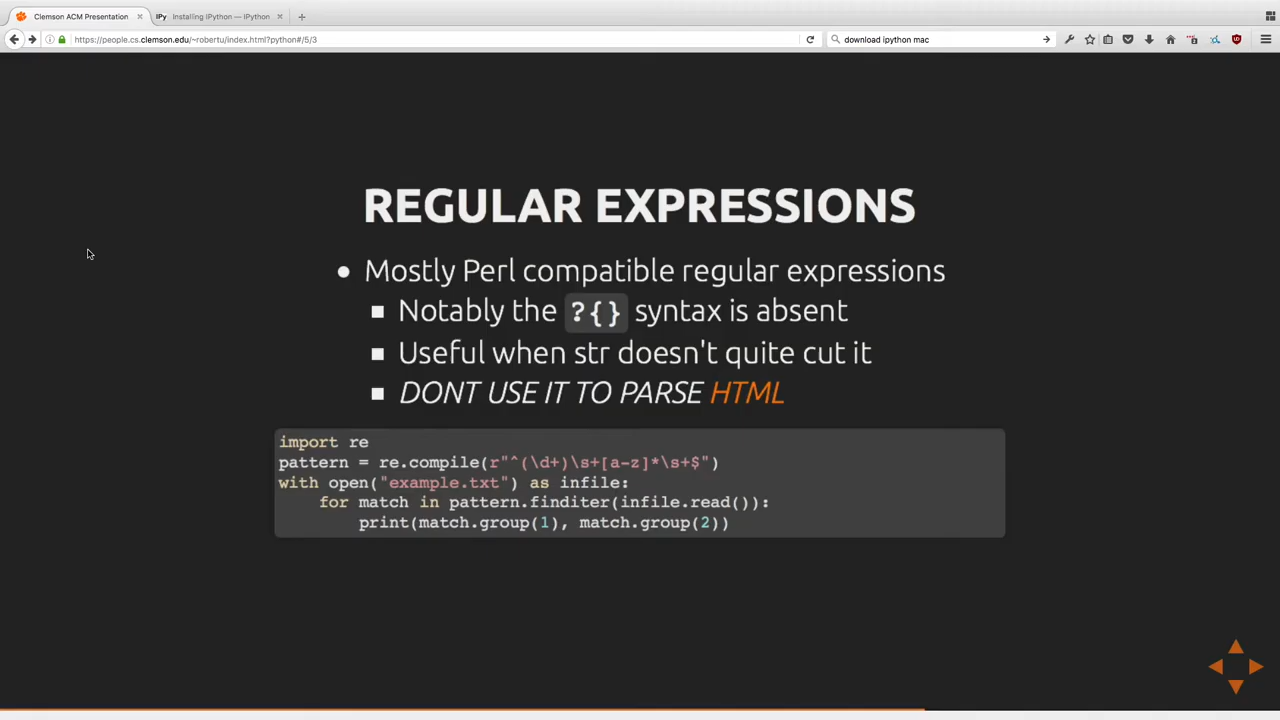 Clemson ACM Presentation
IPy Installing IPython — IPython
https://people.cs.clemson.edu/~robertu/index.html?python#/5/3
download ipython mac
REGULAR EXPRESSIONS
Mostly Perl compatible regular expressions
Notably the ?{} syntax is absent
Useful when str doesn't quite cut it
DONT USE IT TO PARSE HTML
import re
pattern = re.compile(r"^(\d+)\s+[a-z]*\s+$")
with open("example.txt") as infile:
    for match in pattern.finditer(infile.read()):
        print(match.group(1), match.group(2))